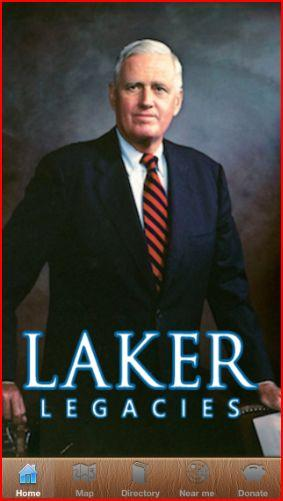 LAKER
LEGACIES
Home
Map
Directory
Near me
Donate